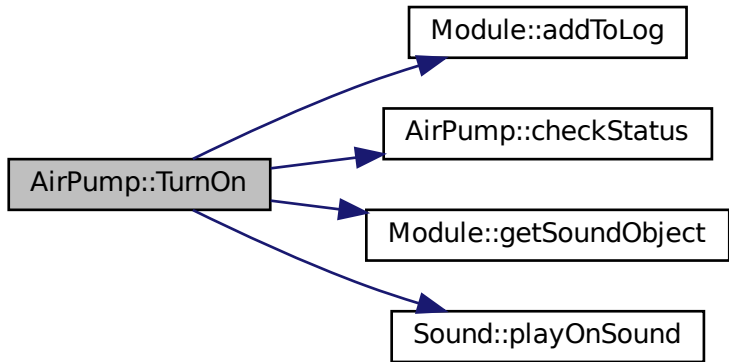 Module::addToLog
AirPump::checkStatus
AirPump::TurnOn
Module::getSoundObject
Sound::playOnSound